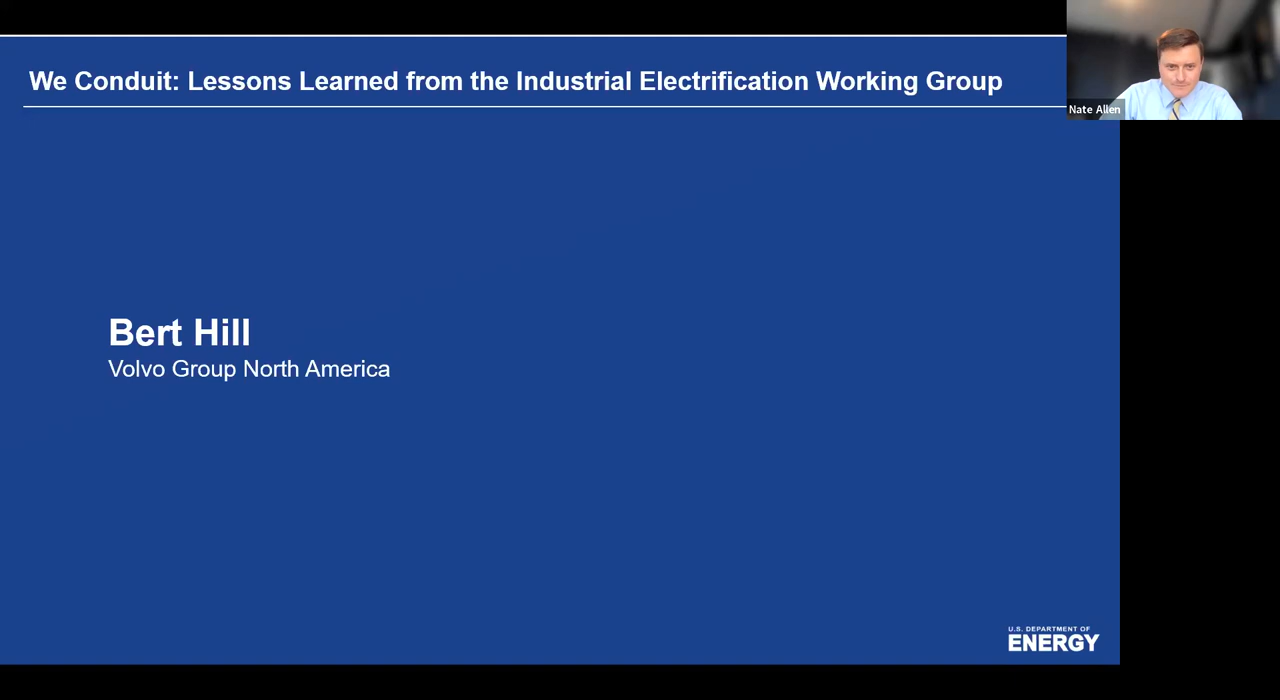 We Conduit: Lessons Learned from the Industrial Electrification Working Group
Nate Allen
Bert Hill
Volvo Group North America
U.S. DEPARTMENT OF
ENERGY